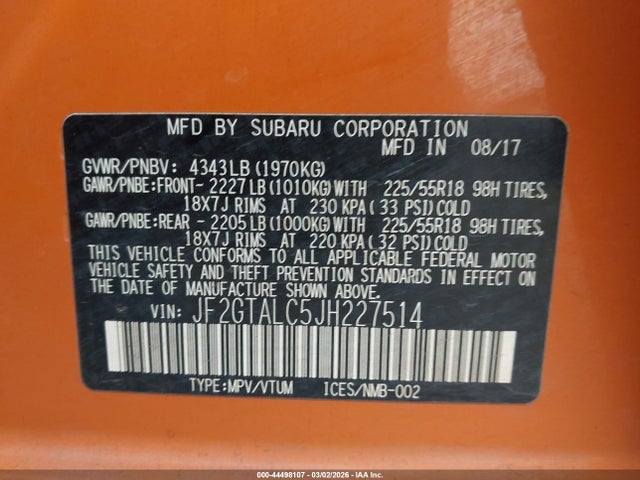 MFD BY SUBARU CORPORATION
MFD IN 08/17
GVWR/PNBV: 4343LB(1970KG)
GAWR/PNBE:FRONT- 2227LB(1010KG)WITH 225/55R18 98H TIRES,
18X7J RIMS AT 230 KPA( 33 PSI)COLD
GAWR/PNBE:REAR - 2205LB(1000KG)WITH 225/55R18 98H TIRES,
18X7J RIMS AT 220 KPA( 32 PSI)COLD
THIS VEHICLE CONFORMS TO ALL APPLICABLE FEDERAL MOTOR
VEHICLE SAFETY AND THEFT PREVENTION STANDARDS IN EFFECT ON
THE DATE OF MANUFACTURE SHOWN ABOVE.
VIN: JF2GTALC5JH227514
TYPE:MPV/VTUM ICES/NMB-002
000-44498107 - 03/02/2026 - IAA Inc.